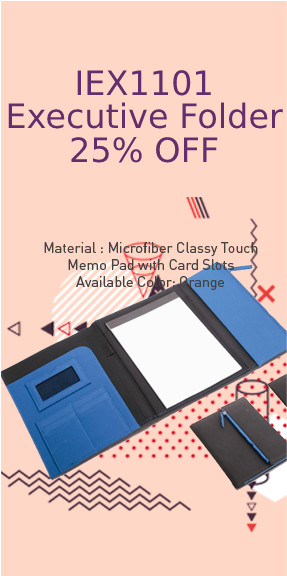 IEX1101
Executive Folder
25% OFF
Material : Microfiber Classy Touch
Memo Pad with Card Slots
Available Color: Orange